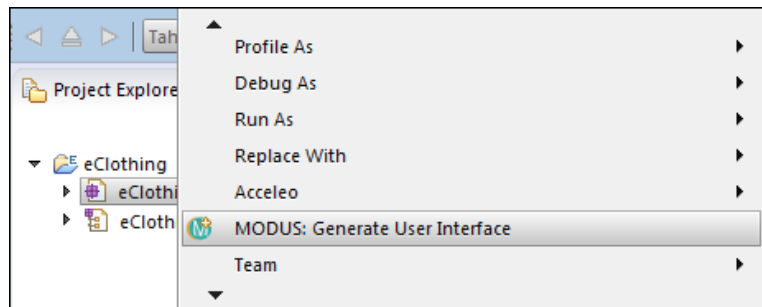 Tah
Project Explore
eClothing
eClothi
eCloth
Profile As
Debug As
Run As
Replace With
Acceleo
MODUS: Generate User Interface
Team